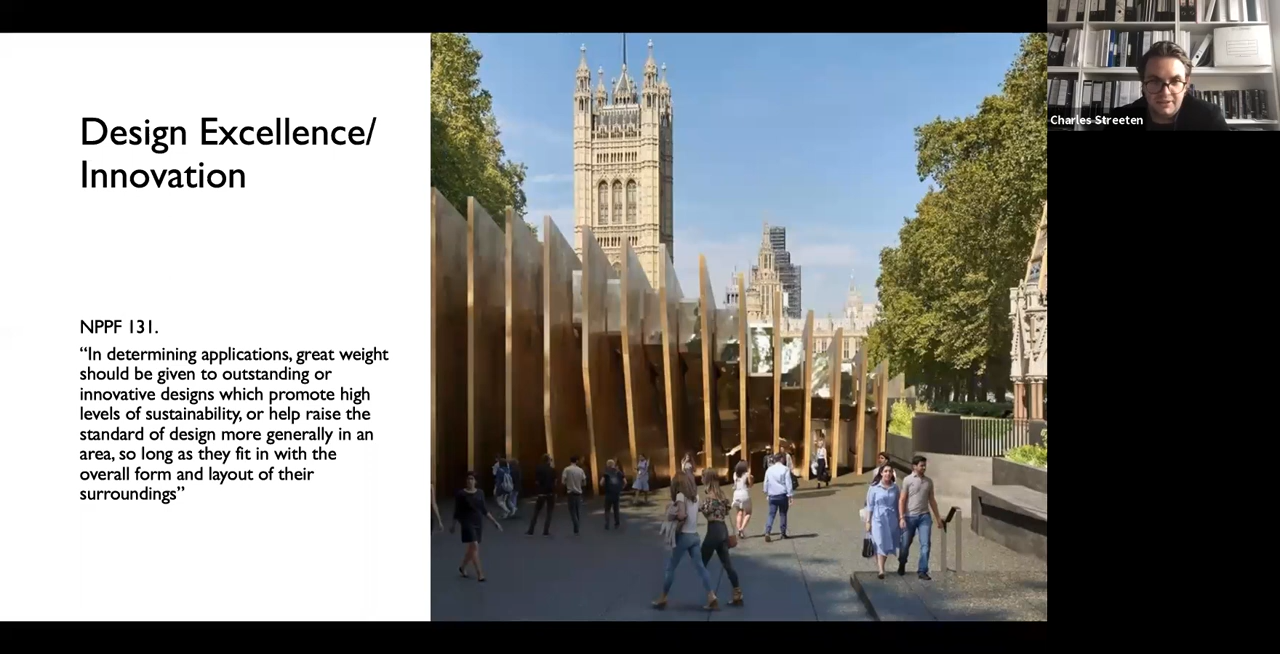 Design Excellence/
Innovation
NPPF 131.
“In determining applications, great weight
should be given to outstanding or
innovative designs which promote high
levels of sustainability, or help raise the
standard of design more generally in an
area, so long as they fit in with the
overall form and layout of their
surroundings”
Charles Streeten